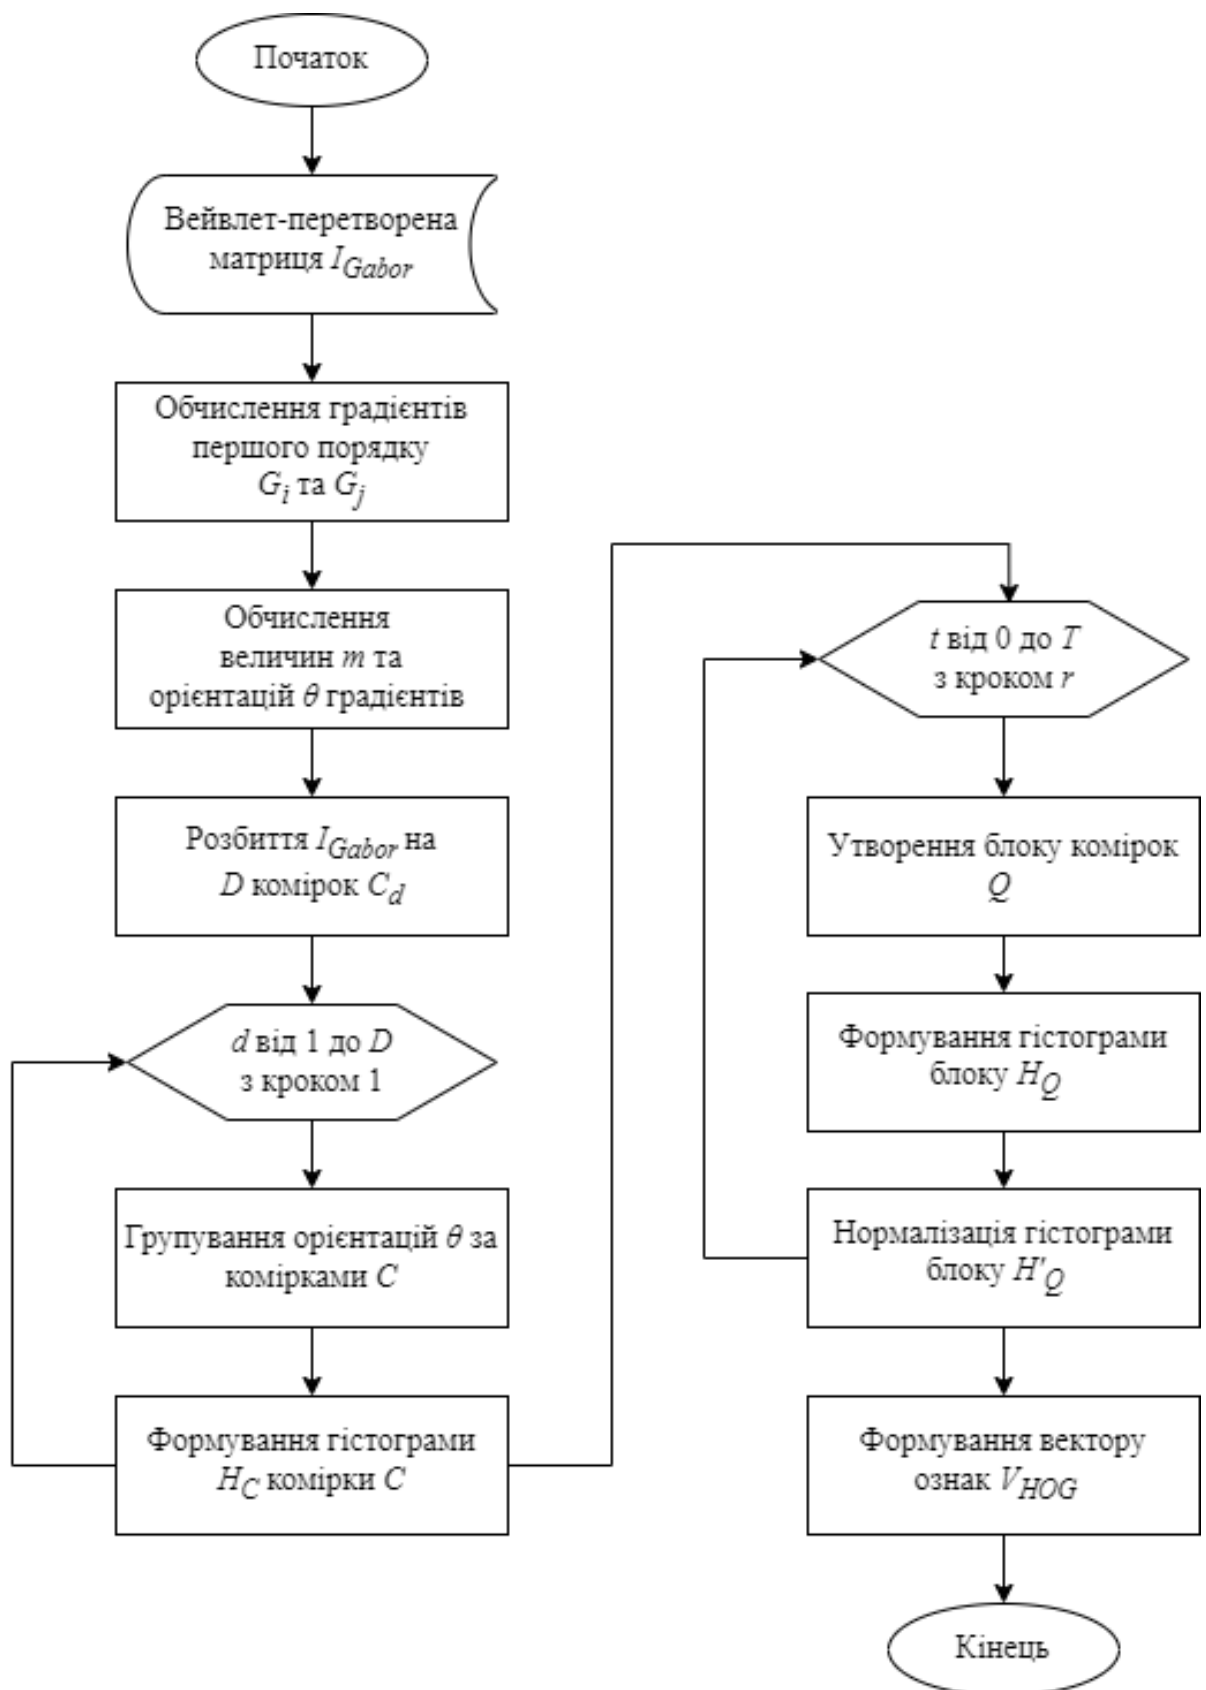 Початок
Вейвлет-перетворена
матриця I_Gabor
Обчислення градієнтів
першого порядку
G_i та G_j
Обчислення
величин m та
орієнтацій θ градієнтів
Розбиття I_Gabor на
D комірок C_d
d від 1 до D
з кроком 1
Групування орієнтацій θ за
комірками C
Формування гістограми
H_C комірки C
t від 0 до T
з кроком r
Утворення блоку комірок
Q
Формування гістограми
блоку H_Q
Нормалізація гістограми
блоку H'_Q
Формування вектору
ознак V_HOG
Кінець